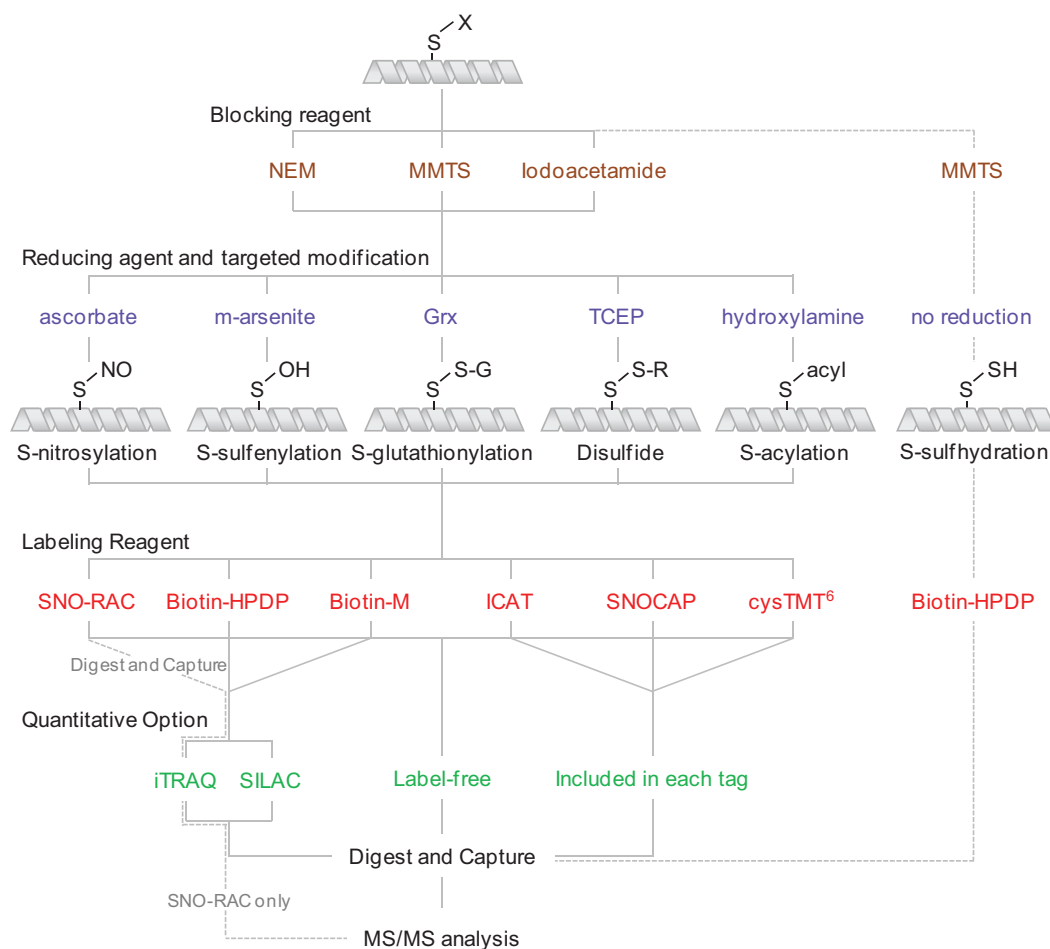 X
S
Blocking reagent
NEM MMTS Iodoacetamide MMTS
Reducing agent and targeted modification
ascorbate m-arsenite Grx TCEP hydroxylamine no reduction
NO OH S-G S-R acyl SH
S S S S S S
S-nitrosylation S-sulfenylation S-glutathionylation Disulfide S-acylation S-sulfhydration
Labeling Reagent
SNO-RAC Biotin-HPDP Biotin-M ICAT SNOCAP cysTMT⁶ Biotin-HPDP
Digest and Capture
Quantitative Option
iTRAQ SILAC Label-free Included in each tag
Digest and Capture
SNO-RAC only
MS/MS analysis